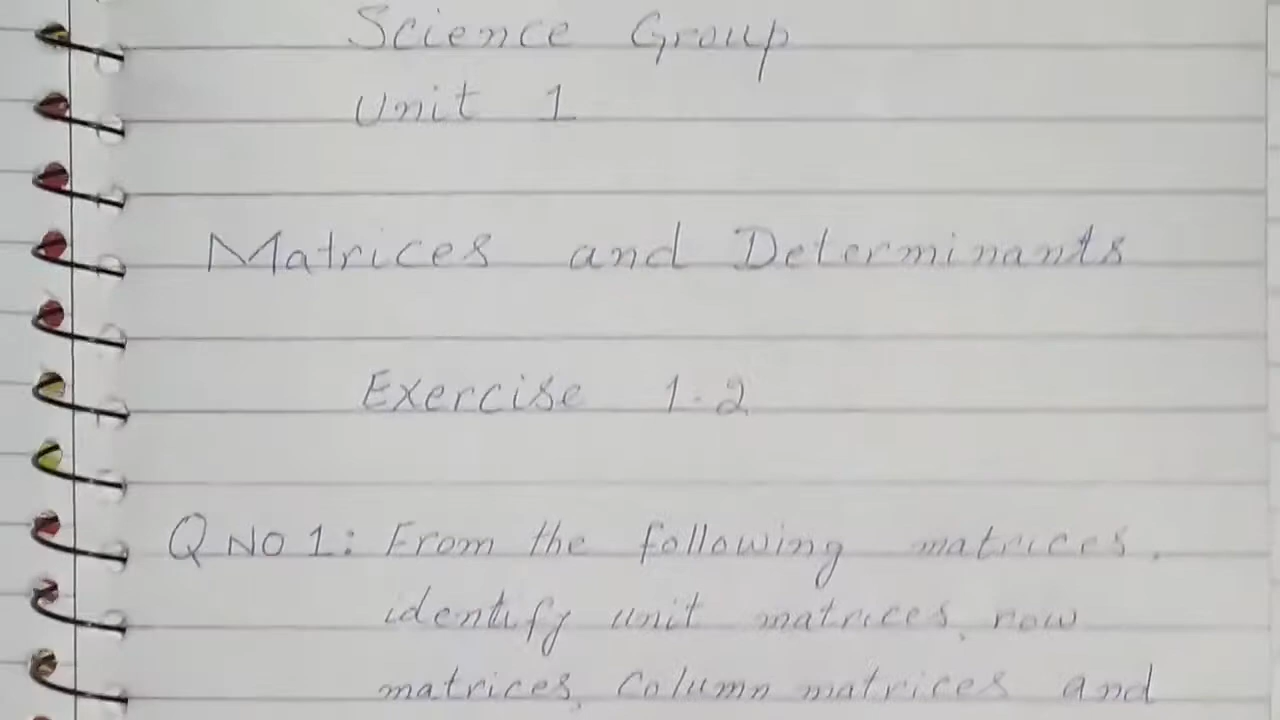 Science Group
Unit 1
Matrices and Determinants
Exercise 1.2
Q NO 1: From the following matrices.
identify unit matrices, row
matrices, column matrices and